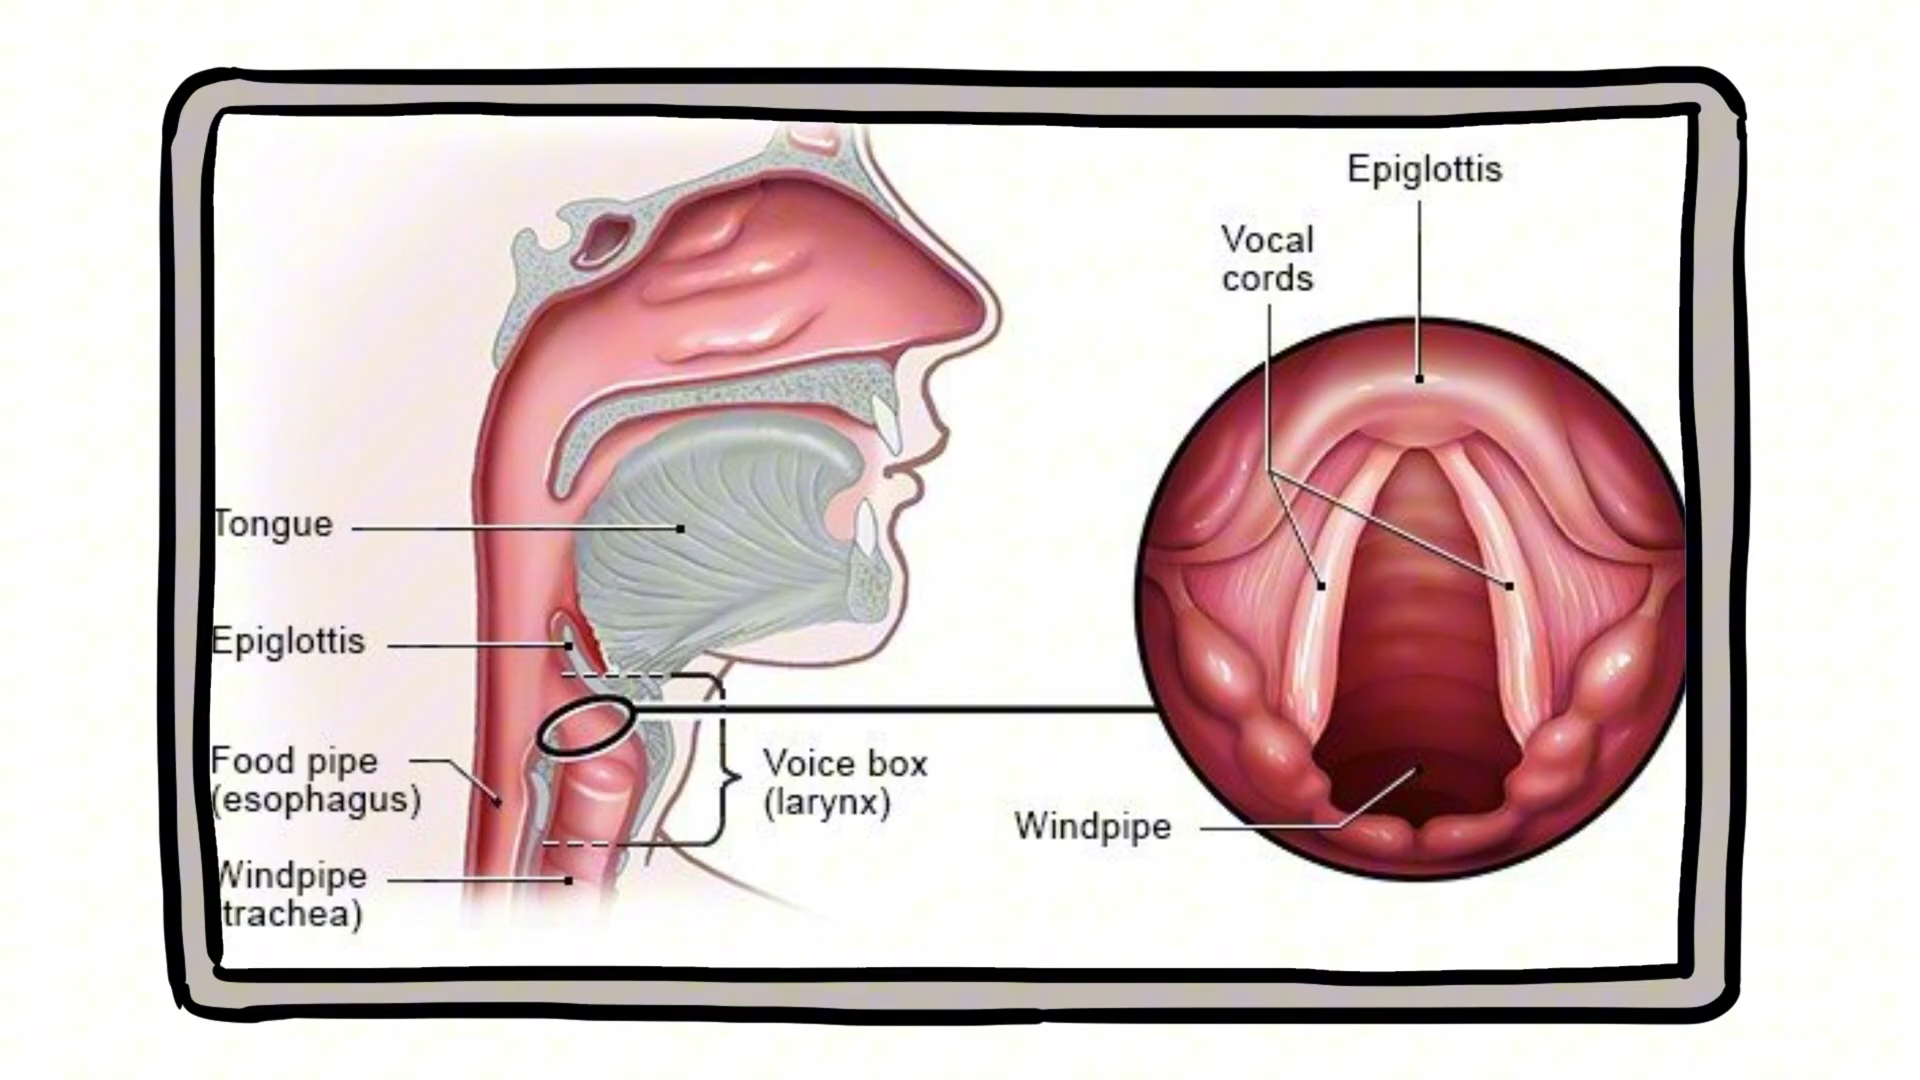 Epiglottis
Vocal
cords
Tongue
Epiglottis
Food pipe
(esophagus)
Voice box
(larynx)
Windpipe
Windpipe
(trachea)